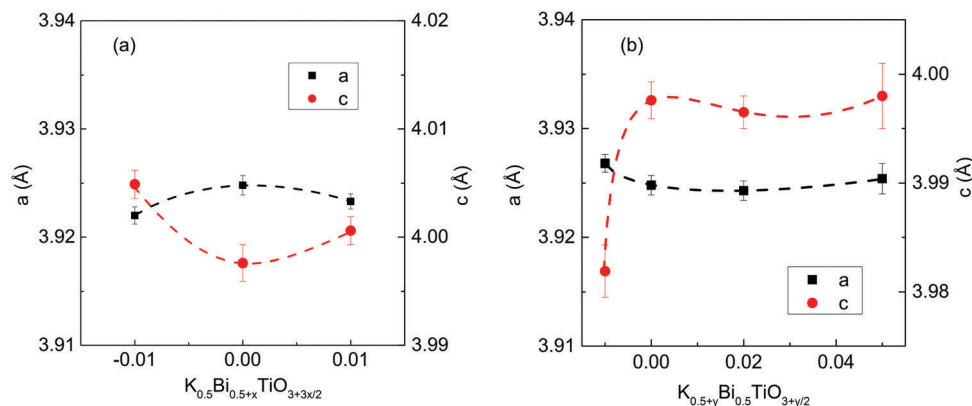 (a)
a
c
3.94
3.93
3.92
3.91
a (Å)
4.02
4.01
4.00
3.99
c (Å)
-0.01 0.00 0.01
K0.5Bi0.5+xTiO3+3x/2
(b)
a
c
3.94
3.93
3.92
3.91
a (Å)
4.00
3.99
3.98
c (Å)
0.00 0.02 0.04
K0.5+yBi0.5TiO3+y/2